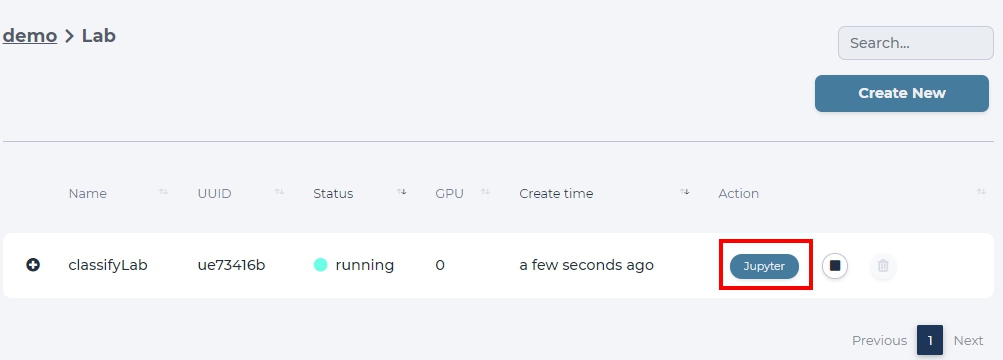 demo > Lab
Search...
Create New
Name UUID Status GPU Create time Action
classifyLab ue73416b running 0 a few seconds ago Jupyter
Previous 1 Next